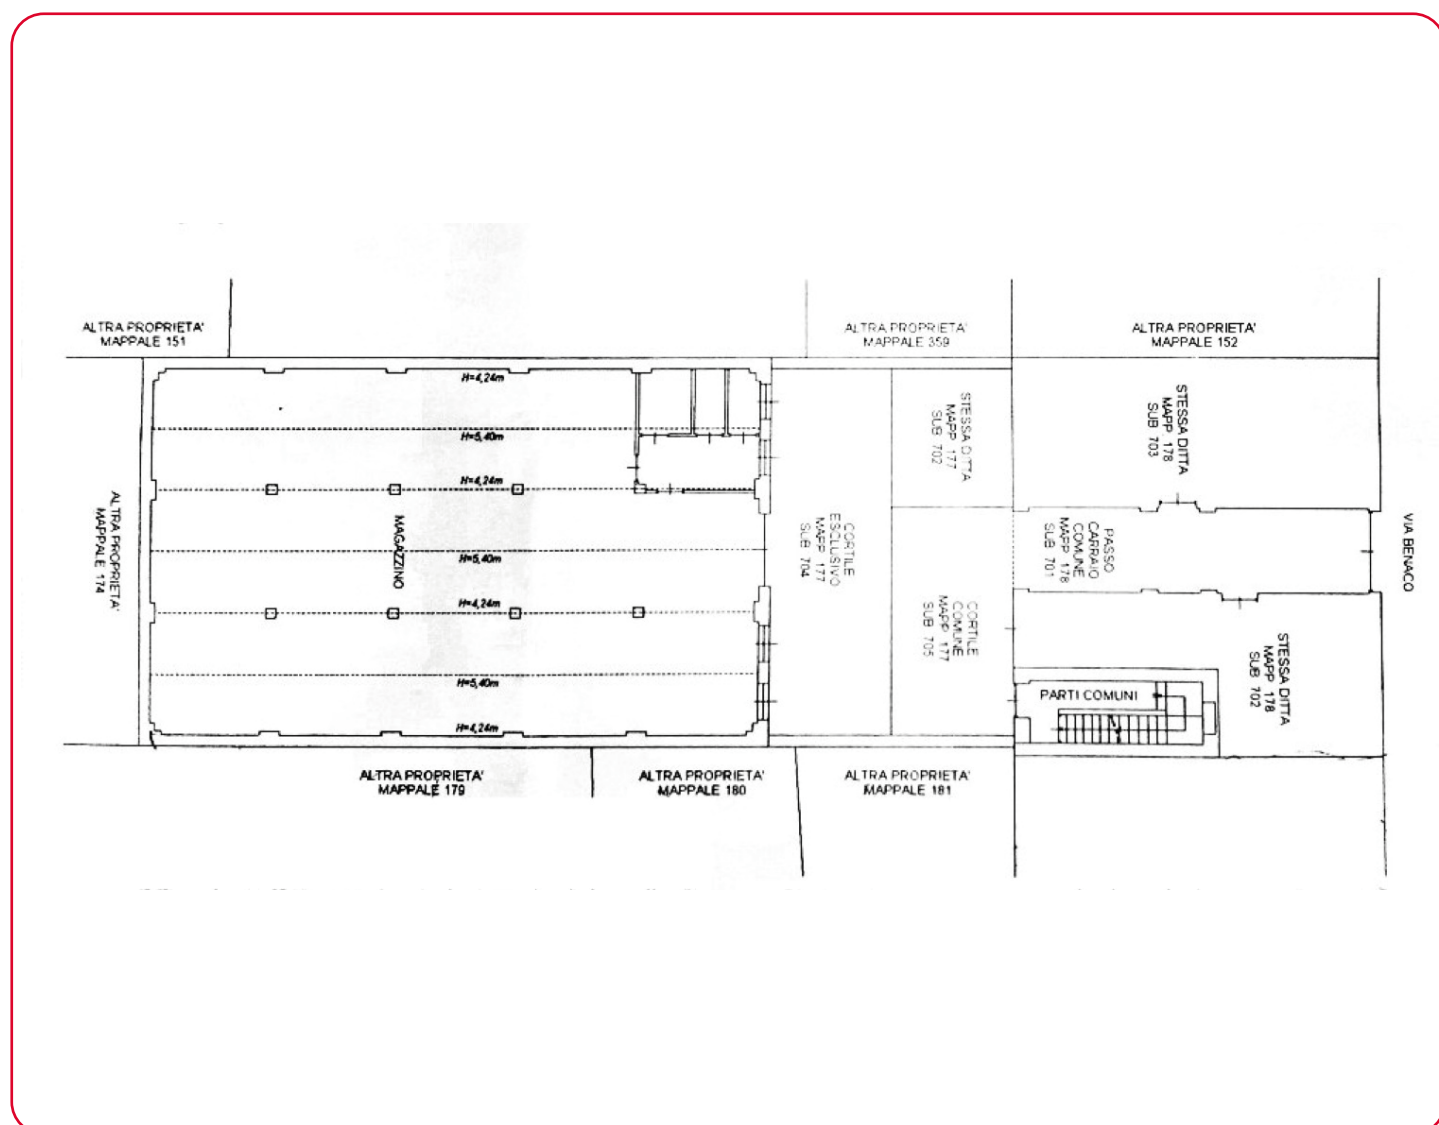 ALTRA PROPRIETA'
MAPPALE 151
ALTRA PROPRIETA'
MAPPALE 359
ALTRA PROPRIETA'
MAPPALE 152
H=4,24m
H=5,40m
H=4,24m
H=5,40m
H=4,24m
H=5,40m
H=4,24m
MAGAZZINO
ALTRA PROPRIETA'
MAPPALE 174
CORTILE
ESCLUSIVO
MAPP 177
SUB 704
STESSA DITTA
MAPP 177
SUB 702
CORTILE
COMUNE
MAPP 177
SUB 705
PASSO
CARRAIO
COMUNE
MAPP 178
SUB 701
STESSA DITTA
MAPP. 178
SUB 703
STESSA DITTA
MAPP. 178
SUB 702
VIA BENACO
PARTI COMUNI
ALTRA PROPRIETA'
MAPPALE 179
ALTRA PROPRIETA'
MAPPALE 180
ALTRA PROPRIETA'
MAPPALE 181